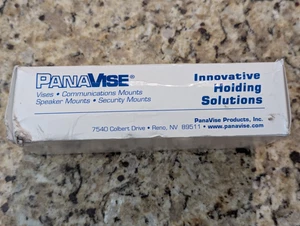 PANAVISE®
Vises • Communications Mounts
Speaker Mounts • Security Mounts
Innovative
Holding
Solutions
PanaVise Products, Inc.
7540 Colbert Drive • Reno, NV 89511 • www.panavise.com